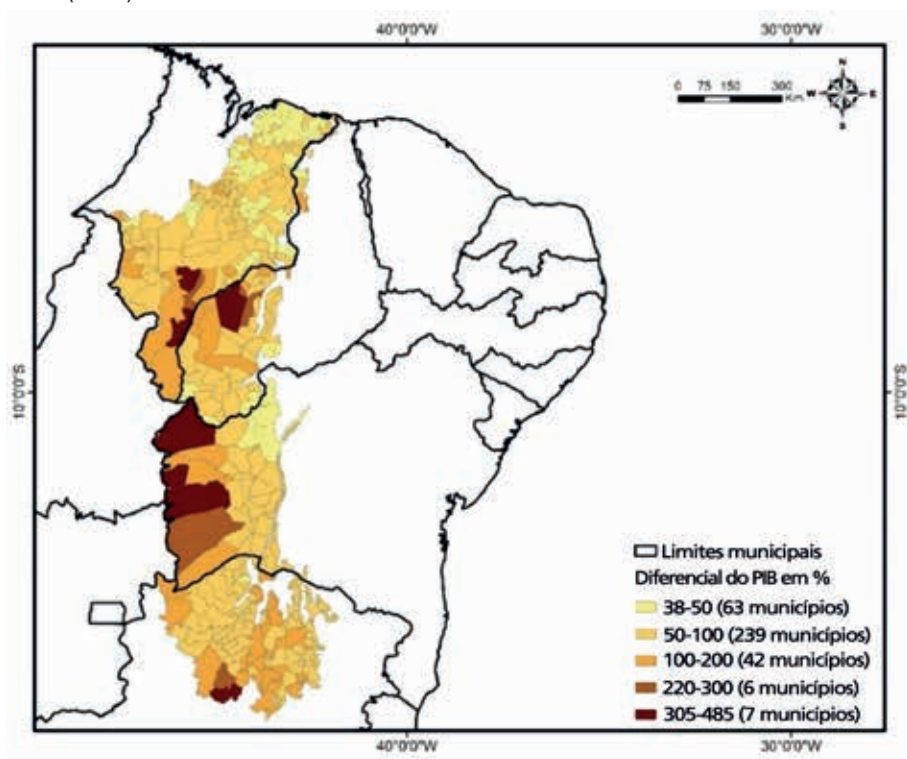 40°0'0"W 30°0'0"W
N
0 75 150 300
Km
W E
S
10°0'0"S 10°0'0"S
Limites municipais
Diferencial do PIB em %
38-50 (63 municípios)
50-100 (239 municípios)
100-200 (42 municípios)
220-300 (6 municípios)
305-485 (7 municípios)
40°0'0"W 30°0'0"W